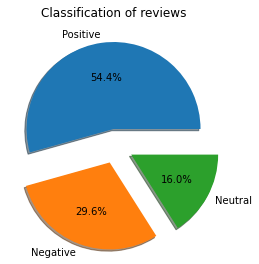 Classification of reviews
Positive
54.4%
16.0%
29.6%
Neutral
Negative